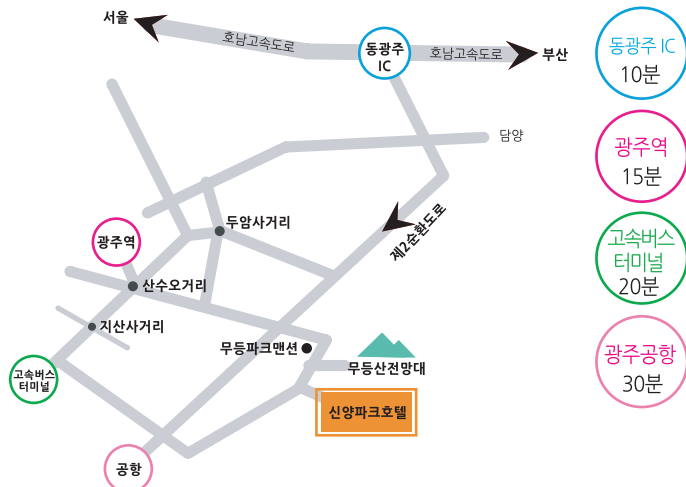 서울
호남고속도로
동광주
IC
호남고속도로
부산
담양
제2순환도로
두암사거리
광주역
산수오거리
지산사거리
무등파크맨션
무등산전망대
고속버스
터미널
신양파크호텔
공항
동광주 IC
10분
광주역
15분
고속버스
터미널
20분
광주공항
30분